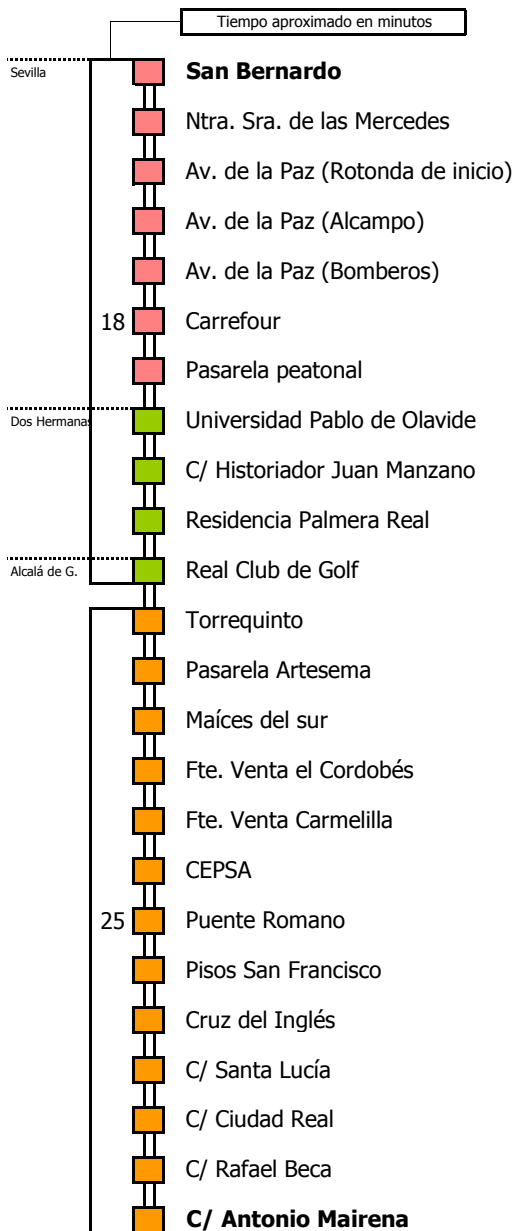 Tiempo aproximado en minutos
Sevilla
San Bernardo
Ntra. Sra. de las Mercedes
Av. de la Paz (Rotonda de inicio)
Av. de la Paz (Alcampo)
Av. de la Paz (Bomberos)
18 Carrefour
Pasarela peatonal
Dos Hermanas
Universidad Pablo de Olavide
C/ Historiador Juan Manzano
Residencia Palmera Real
Alcalá de G.
Real Club de Golf
Torrequinto
Pasarela Artesema
Maíces del sur
Fte. Venta el Cordobés
Fte. Venta Carmelilla
CEPSA
25 Puente Romano
Pisos San Francisco
Cruz del Inglés
C/ Santa Lucía
C/ Ciudad Real
C/ Rafael Beca
C/ Antonio Mairena